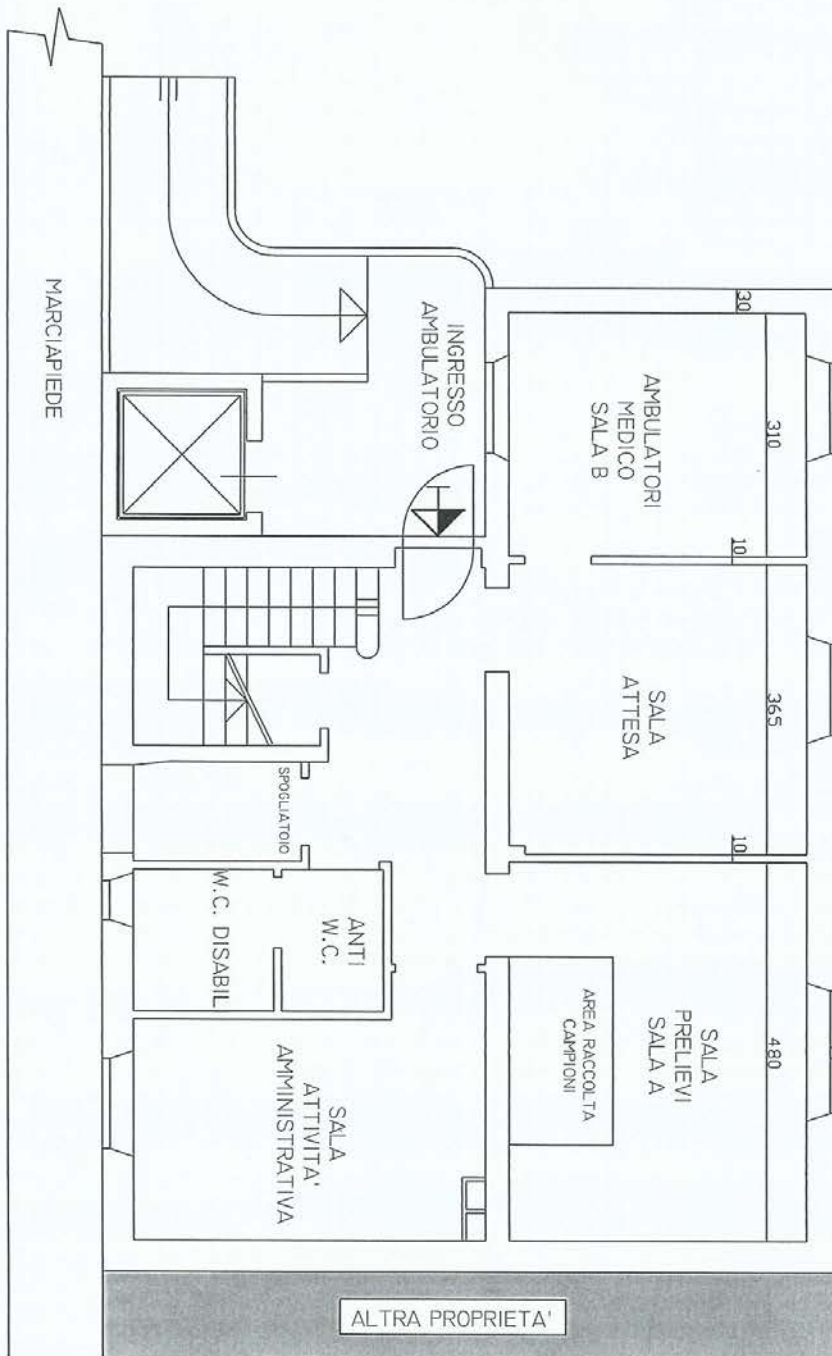 MARCIAPIEDE
INGRESSO
AMBULATORIO
30
AMBULATORI
MEDICO
SALA B
310
10
SALA
ATTESA
365
10
SPOGLIATOIO
W.C. DISABIL
ANTI
W.C.
SALA
ATTIVITA'
AMMINISTRATIVA
AREA RACCOLTA
CAMPIONI
SALA
PRELIEVI
SALA A
480
ALTRA PROPRIETA'